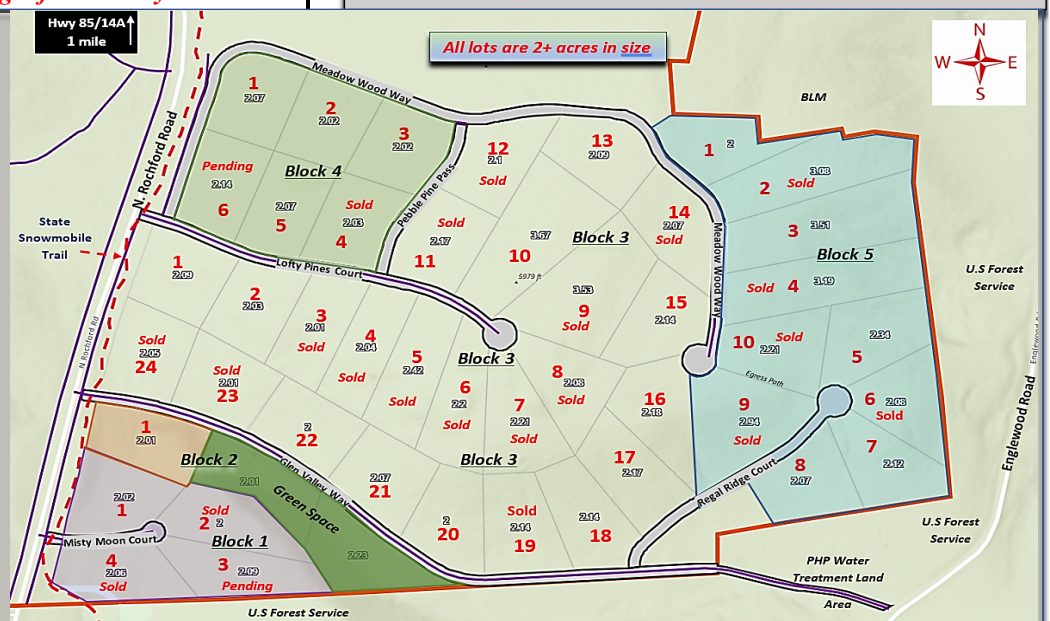 Hwy 85/14A
1 mile
All lots are 2+ acres in size
N
W E
S
BLM
N. Rochford Road
N. Rochford Rd
State
Snowmobile
Trail
Meadow Wood Way
Pebble Pine Pass
Lofty Pines Court
Meadow Wood Way
Block 4
1
2.07
2
2.02
3
2.02
Pending
2.14
6
2.07
5
Sold
2.03
4
Block 3
12
2.1
Sold
13
2.09
14
2.07
Sold
Sold
2.17
11
3.67
10
5979 ft
3.53
9
Sold
15
2.14
1
2.09
2
2.03
3
2.01
Sold
4
2.04
Sold
5
2.42
Sold
Block 3
6
2.2
Sold
7
2.21
Sold
8
2.08
Sold
16
2.18
17
2.17
Sold
2.05
24
Sold
2.01
23
2
22
2.07
21
Block 3
2
20
Sold
2.14
19
2.14
18
Block 5
1
2
2
Sold
3.08
3
3.51
Sold
4
3.19
10
Sold
2.21
2.34
5
Egress Path
9
2.94
Sold
6
2.08
Sold
7
2.12
8
2.07
Regal Ridge Court
U.S Forest
Service
Englewood Road
U.S Forest
Service
PHP Water
Treatment Land
Area
Glen Valley Way
1
2.01
Block 2
2.01
Green Space
2.23
2.02
1
Sold
2
2
Misty Moon Court
Block 1
4
2.06
Sold
3
2.09
Pending
U.S Forest Service